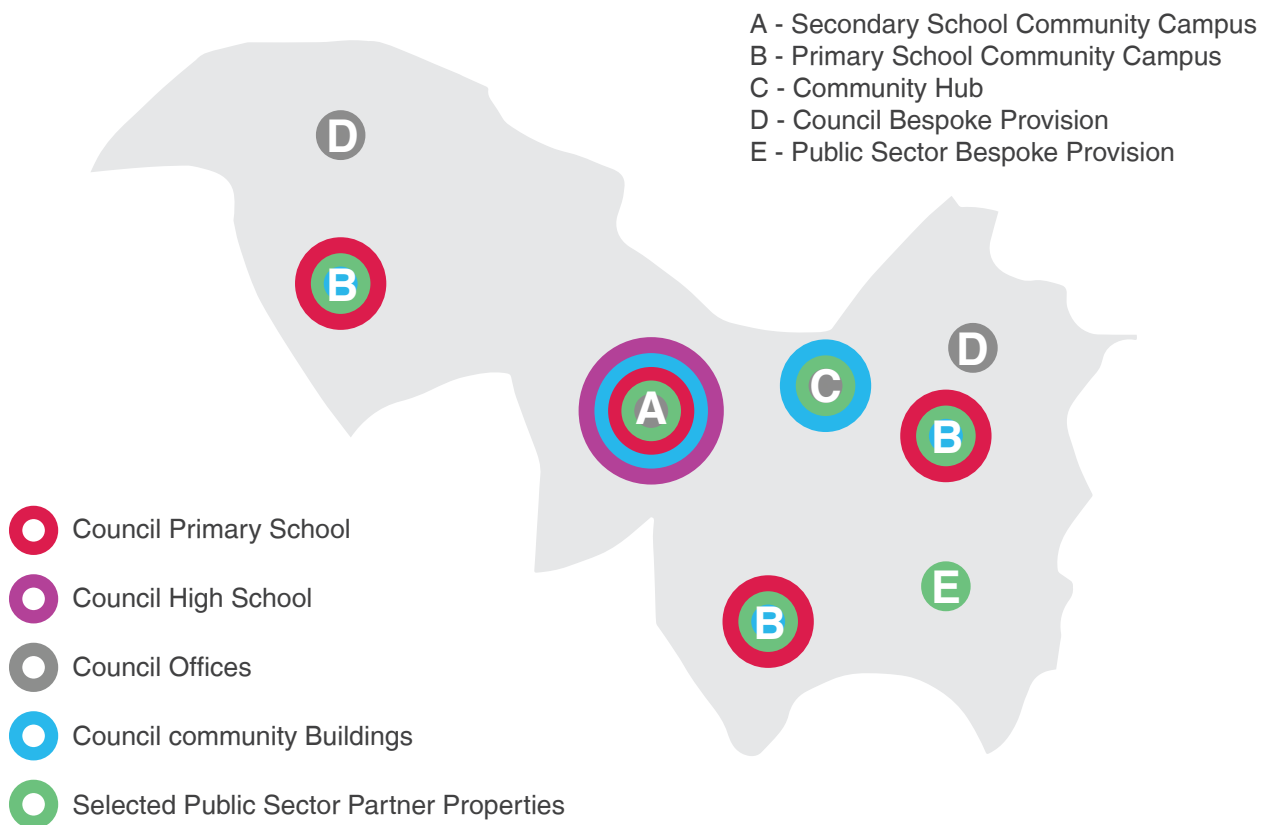 A - Secondary School Community Campus
B - Primary School Community Campus
C - Community Hub
D - Council Bespoke Provision
E - Public Sector Bespoke Provision
D
B
D
C
A
B
E
B
Council Primary School
Council High School
Council Offices
Council community Buildings
Selected Public Sector Partner Properties